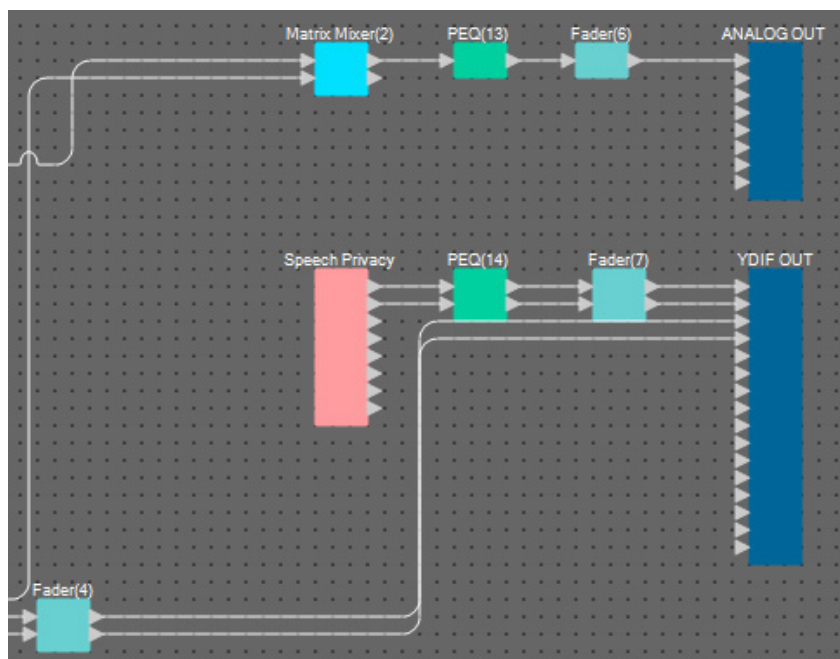 Matrix Mixer(2) PEQ(13) Fader(6) ANALOG OUT
Speech Privacy PEQ(14) Fader(7) YDIF OUT
Fader(4)